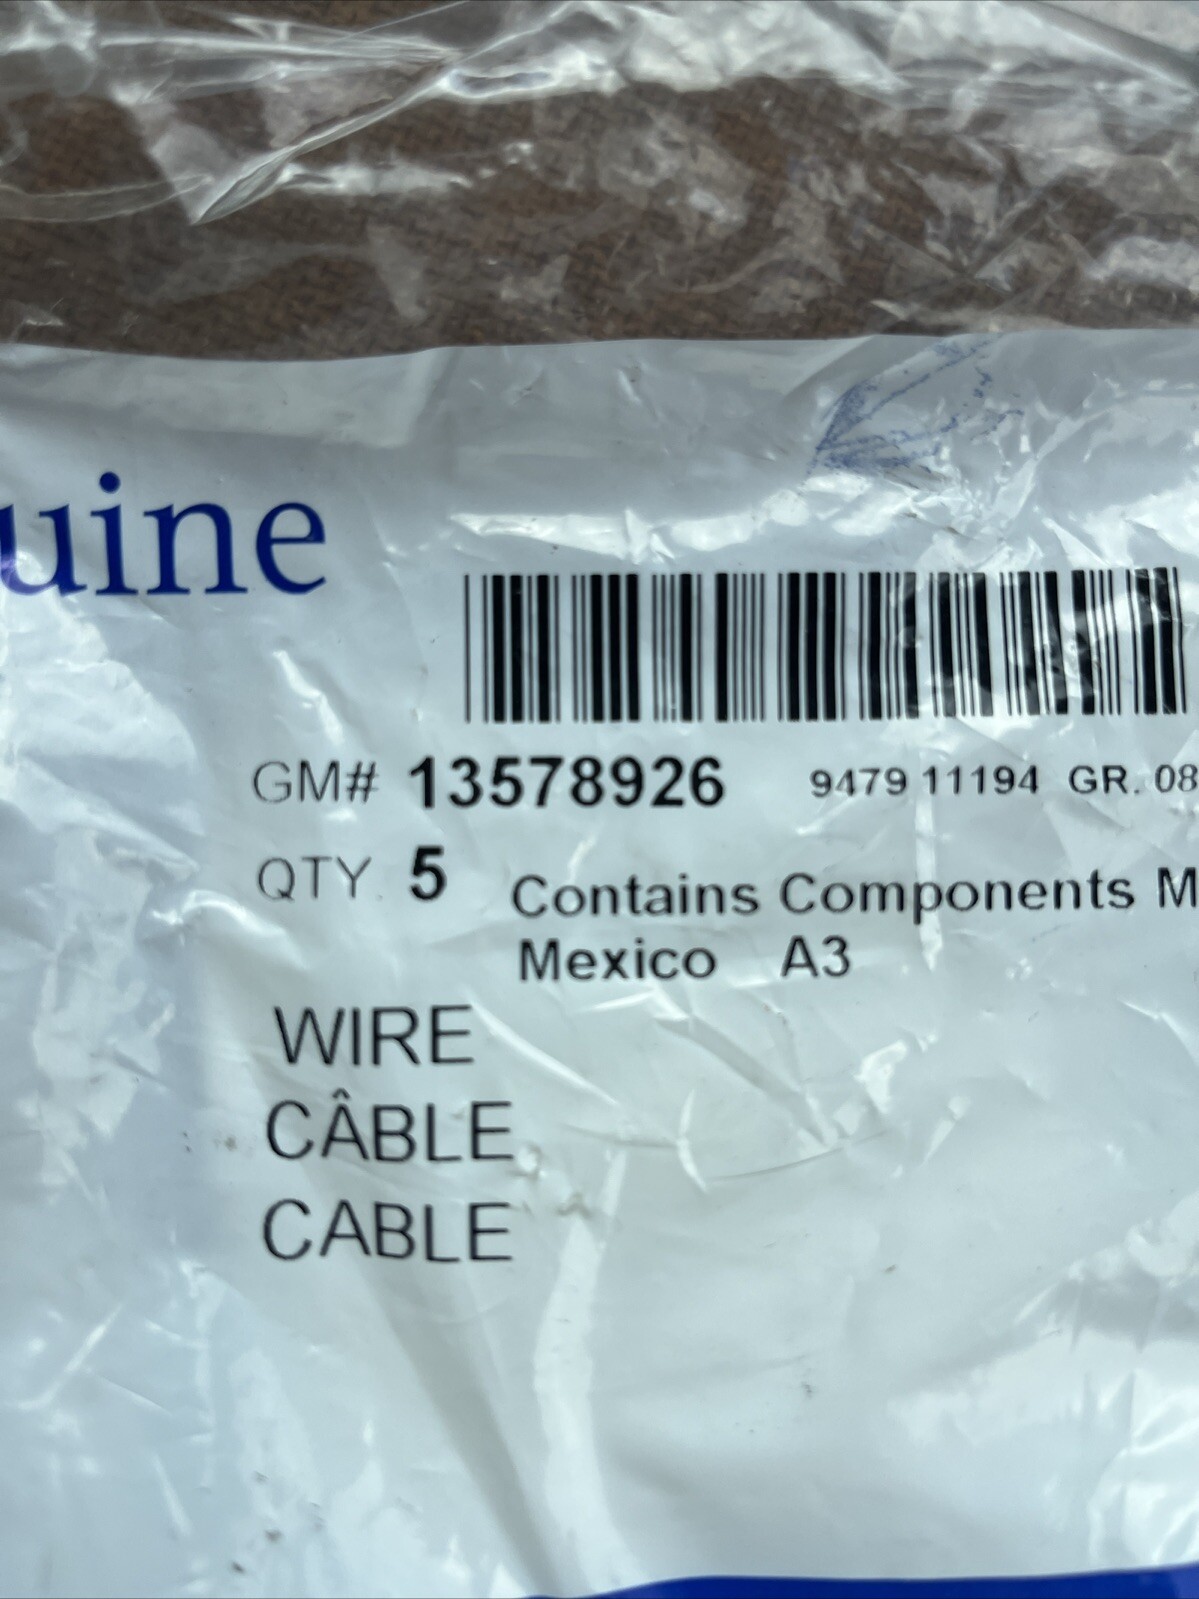 uine
GM# 13578926 9479 11194 GR. 08
QTY. 5 Contains Components M
Mexico A3
WIRE
CÂBLE
CABLE